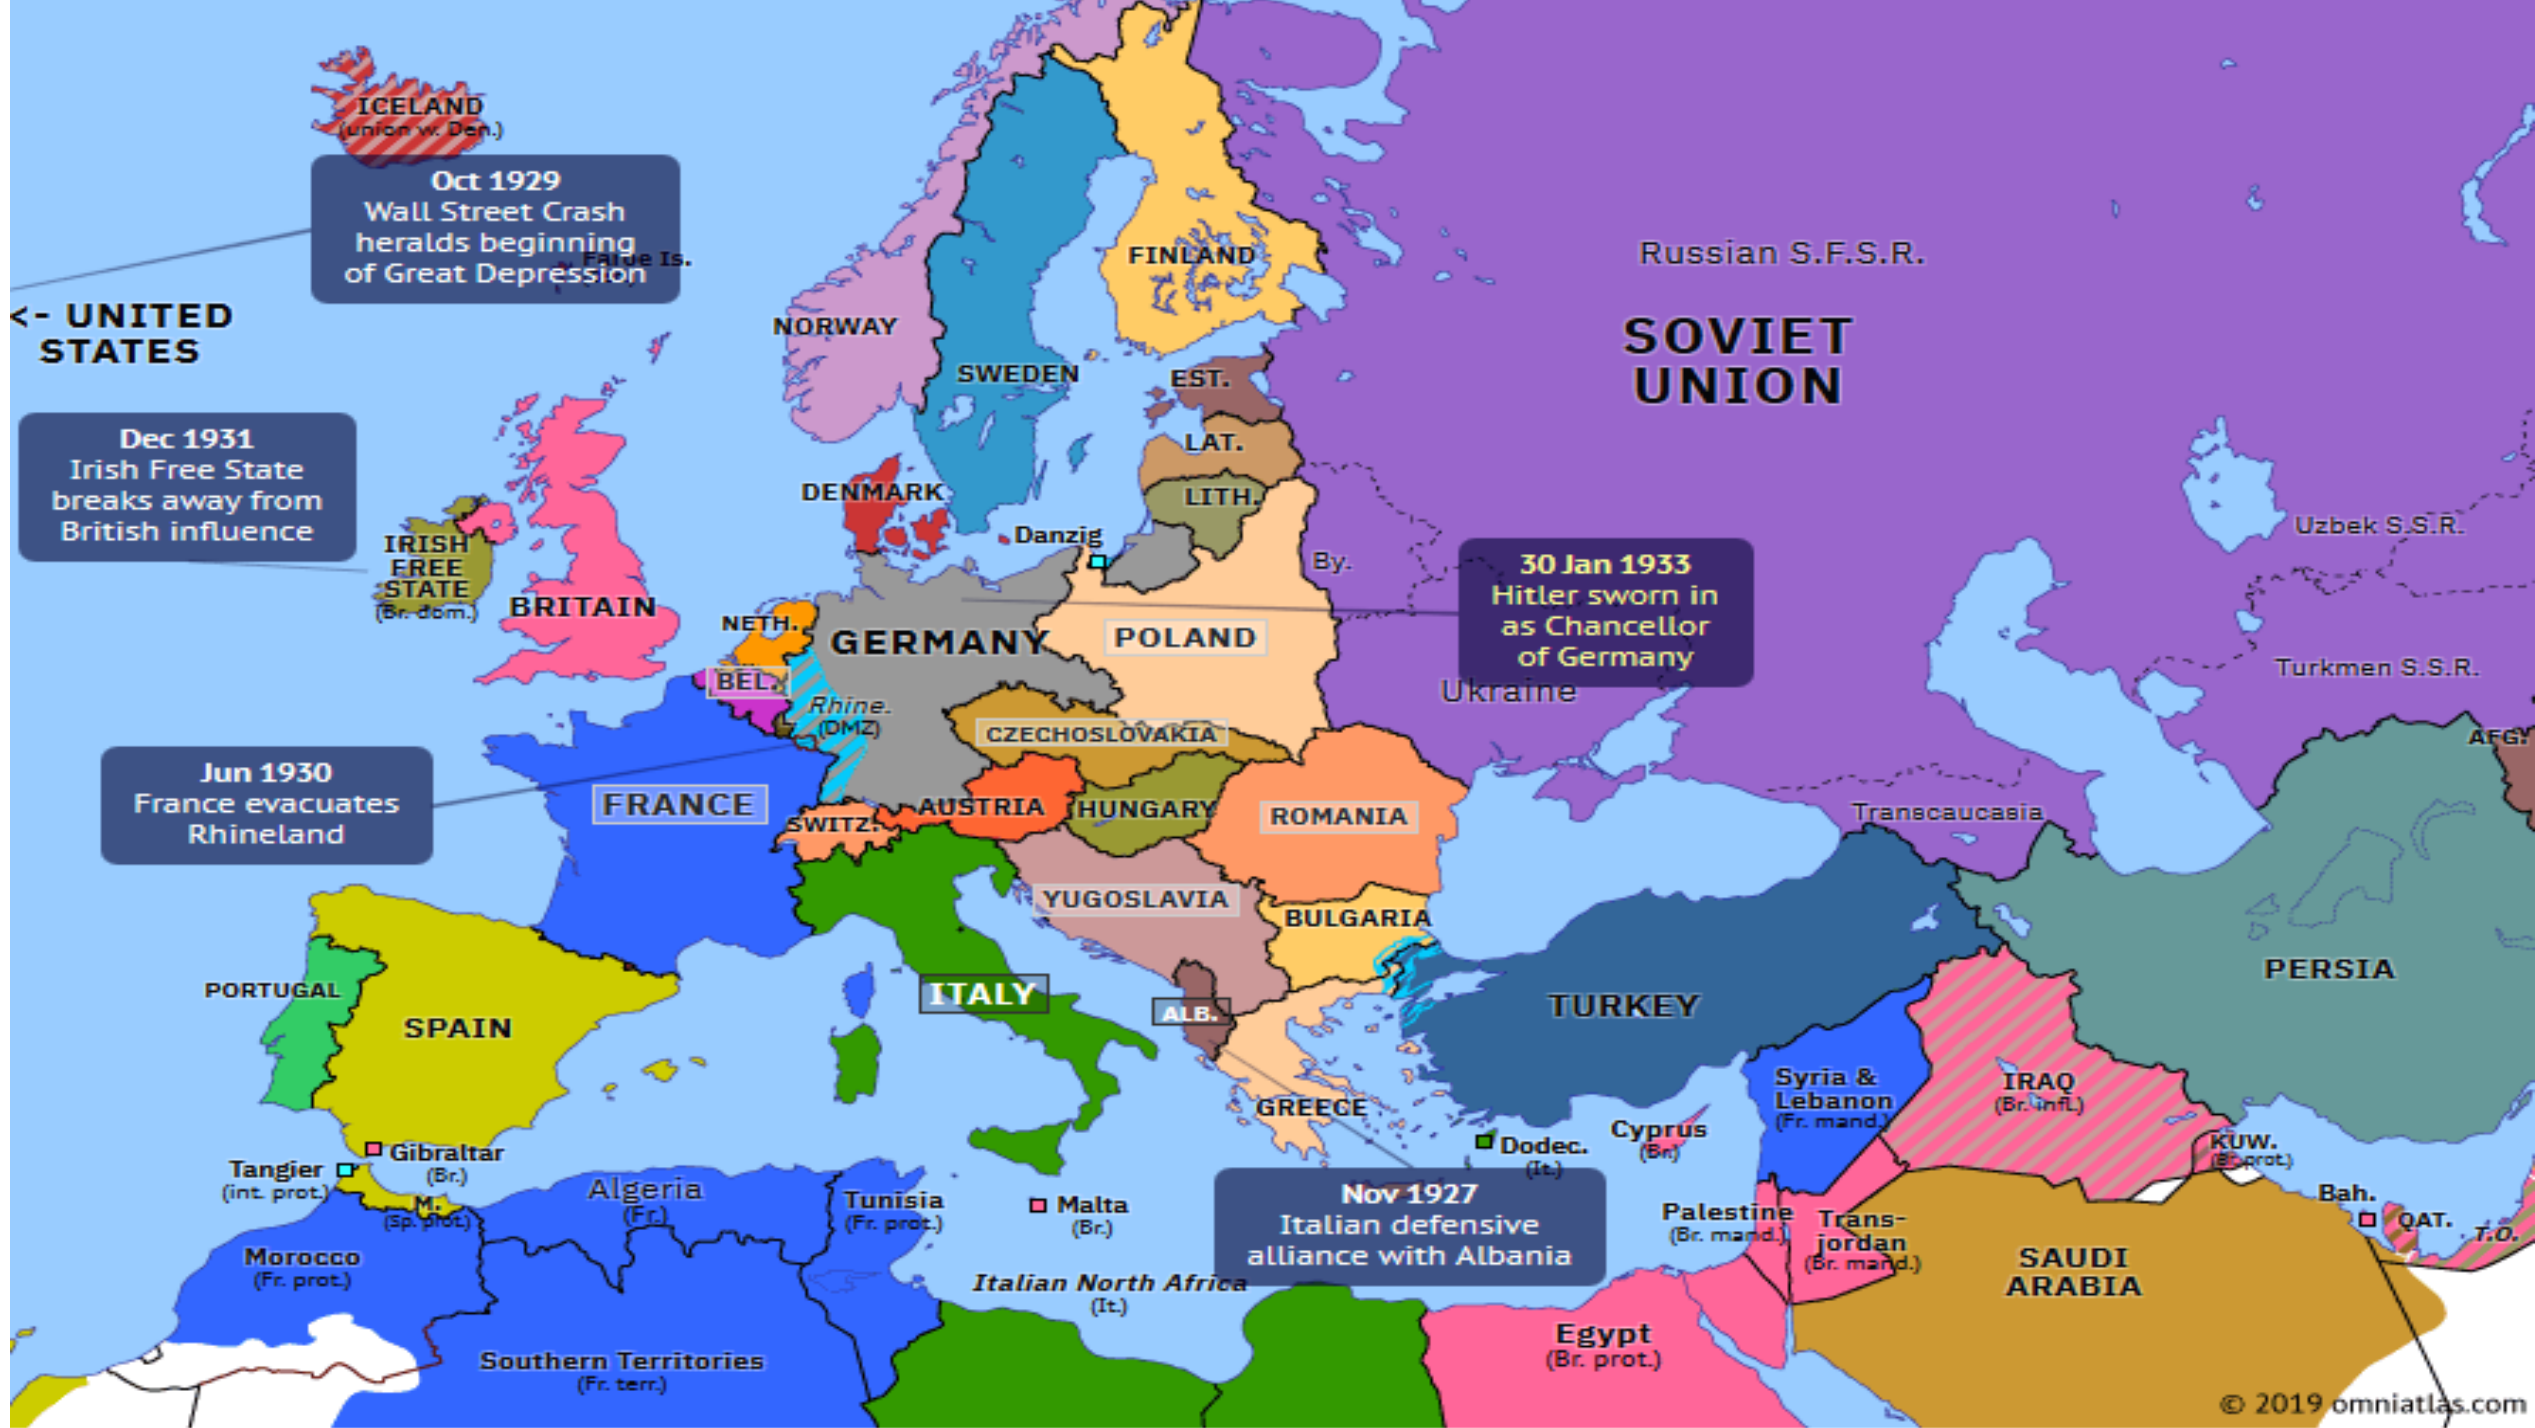 ICELAND
(union w. Den.)
Oct 1929
Wall Street Crash
heralds beginning
of Great Depression
Faroe Is.
<- UNITED
STATES
NORWAY
SWEDEN
FINLAND
Russian S.F.S.R.
SOVIET
UNION
EST.
LAT.
LITH.
Dec 1931
Irish Free State
breaks away from
British influence
IRISH
FREE
STATE
(Br. dom.)
BRITAIN
DENMARK
Danzig
By.
30 Jan 1933
Hitler sworn in
as Chancellor
of Germany
Ukraine
Uzbek S.S.R.
Turkmen S.S.R.
AFG.
NETH.
GERMANY
POLAND
BEL.
Rhine.
(DMZ)
CZECHOSLOVAKIA
Jun 1930
France evacuates
Rhineland
FRANCE
SWITZ.
AUSTRIA
HUNGARY
ROMANIA
Transcaucasia
YUGOSLAVIA
BULGARIA
PORTUGAL
SPAIN
ITALY
ALB.
GREECE
TURKEY
PERSIA
Syria &
Lebanon
(Fr. mand.)
IRAQ
(Br. infl.)
KUW.
(Br. prot.)
Gibraltar
(Br.)
Tangier
(int. prot.)
M.
(Sp. prot.)
Algeria
(Fr.)
Tunisia
(Fr. prot.)
Malta
(Br.)
Dodec.
(It.)
Cyprus
(Br.)
Nov 1927
Italian defensive
alliance with Albania
Palestine
(Br. mand.)
Trans-
jordan
(Br. mand.)
Bah.
QAT.
T.O.
SAUDI
ARABIA
Morocco
(Fr. prot.)
Italian North Africa
(It.)
Southern Territories
(Fr. terr.)
Egypt
(Br. prot.)
© 2019 omniatlas.com